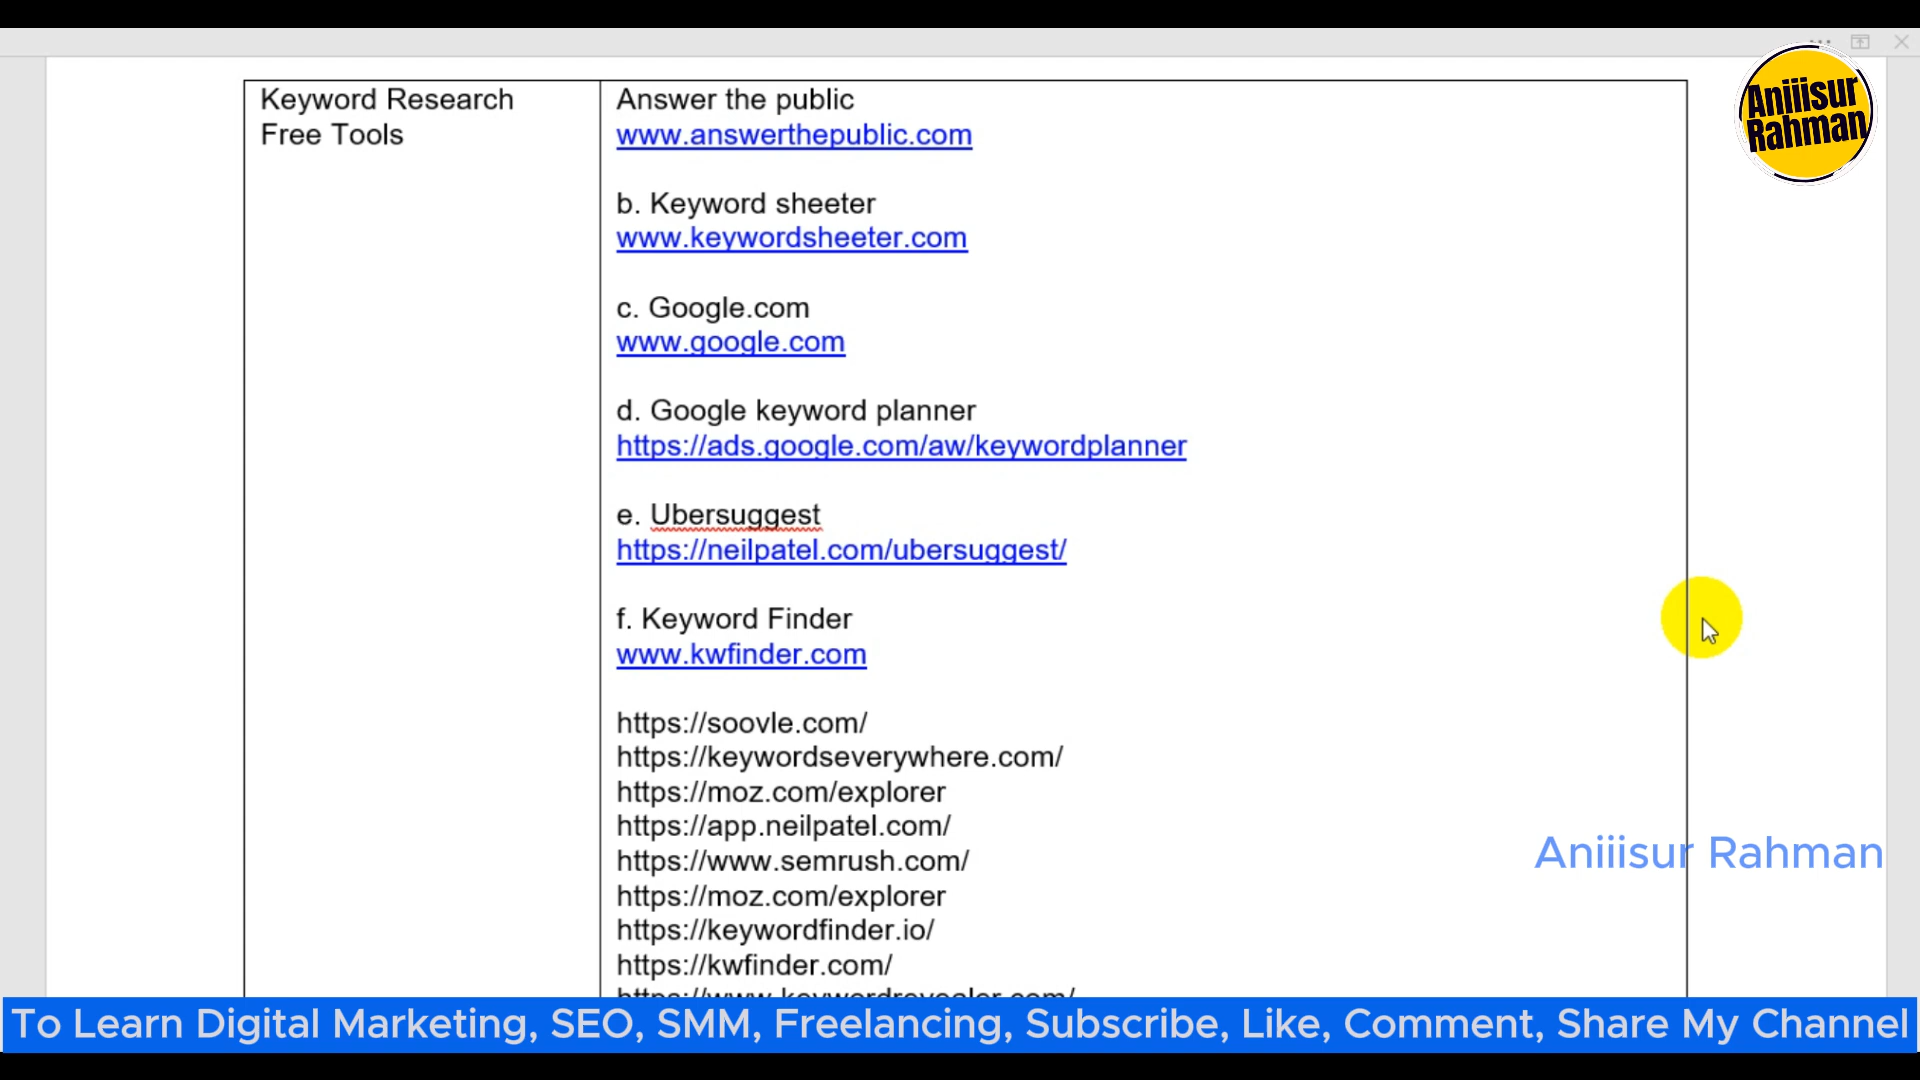 Keyword Research
Free Tools
Answer the public
www.answerthepublic.com
b. Keyword sheeter
www.keywordsheeter.com
c. Google.com
www.google.com
d. Google keyword planner
https://ads.google.com/aw/keywordplanner
e. Ubersuggest
https://neilpatel.com/ubersuggest/
f. Keyword Finder
www.kwfinder.com
https://soovle.com/
https://keywordseverywhere.com/
https://moz.com/explorer
https://app.neilpatel.com/
https://www.semrush.com/
https://moz.com/explorer
https://keywordfinder.io/
https://kwfinder.com/
https://www.keywordrevealer.com/
Aniiisur
Rahman
Aniiisur Rahman
To Learn Digital Marketing, SEO, SMM, Freelancing, Subscribe, Like, Comment, Share My Channel